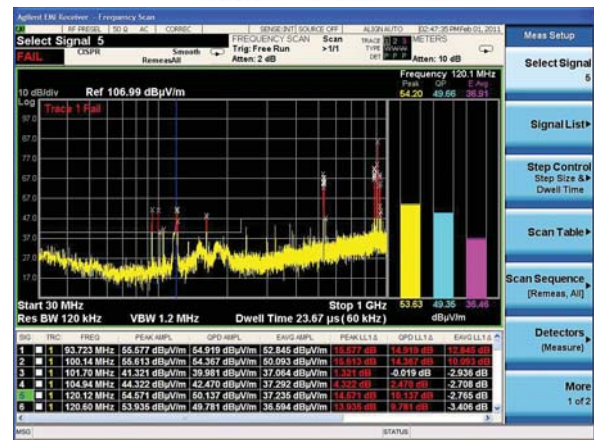 Agilent EMI Receiver - Frequency Scan
RF PRESEL 50 Ω AC CORREC SENSE:INT SOURCE OFF ALIGN AUTO 02:47:35 PM Feb 01, 2011
Select Signal 5
FREQUENCY SCAN Scan
TRACE 1 2 3 METERS
CISPR Smooth
Trig: Free Run >1/1
TYPE
FAIL
RemeasAll
Atten: 2 dB
DET P P P
Atten: 10 dB
Frequency 120.1 MHz
Peak QP E Avg
54.20 49.66 36.91
10 dB/div Ref 106.99 dBµV/m
Log
Trace 1 Fail
97.0
87.0
77.0
67.0
57.0
47.0
37.0
27.0
17.0
53.63 49.35 36.46
Start 30 MHz Stop 1 GHz
dBµV/m
Res BW 120 kHz VBW 1.2 MHz Dwell Time 23.67 µs (60 kHz)
SIG TRC FREQ PEAK AMPL QPD AMPL EAVG AMPL PEAK LL1 Δ QPD LL1 Δ EAVG LL1 Δ
1 1 93.723 MHz 55.577 dBµV/m 54.919 dBµV/m 52.845 dBµV/m 15.577 dB 14.919 dB 12.845 dB
2 1 100.14 MHz 55.613 dBµV/m 54.367 dBµV/m 50.093 dBµV/m 15.613 dB 14.367 dB 10.093 dB
3 1 101.70 MHz 41.321 dBµV/m 39.981 dBµV/m 37.064 dBµV/m 1.321 dB -0.019 dB -2.936 dB
4 1 104.94 MHz 44.322 dBµV/m 42.470 dBµV/m 37.292 dBµV/m 4.322 dB 2.470 dB -2.708 dB
5 1 120.12 MHz 54.571 dBµV/m 50.137 dBµV/m 37.235 dBµV/m 14.571 dB 10.137 dB -2.765 dB
6 1 120.60 MHz 53.935 dBµV/m 49.781 dBµV/m 36.594 dBµV/m 13.935 dB 9.781 dB -3.406 dB
MSG STATUS
Meas Setup
Select Signal
5
Signal List
Step Control
Step Size &
Dwell Time
Scan Table
Scan Sequence
[Remeas, All]
Detectors
(Measure)
More
1 of 2